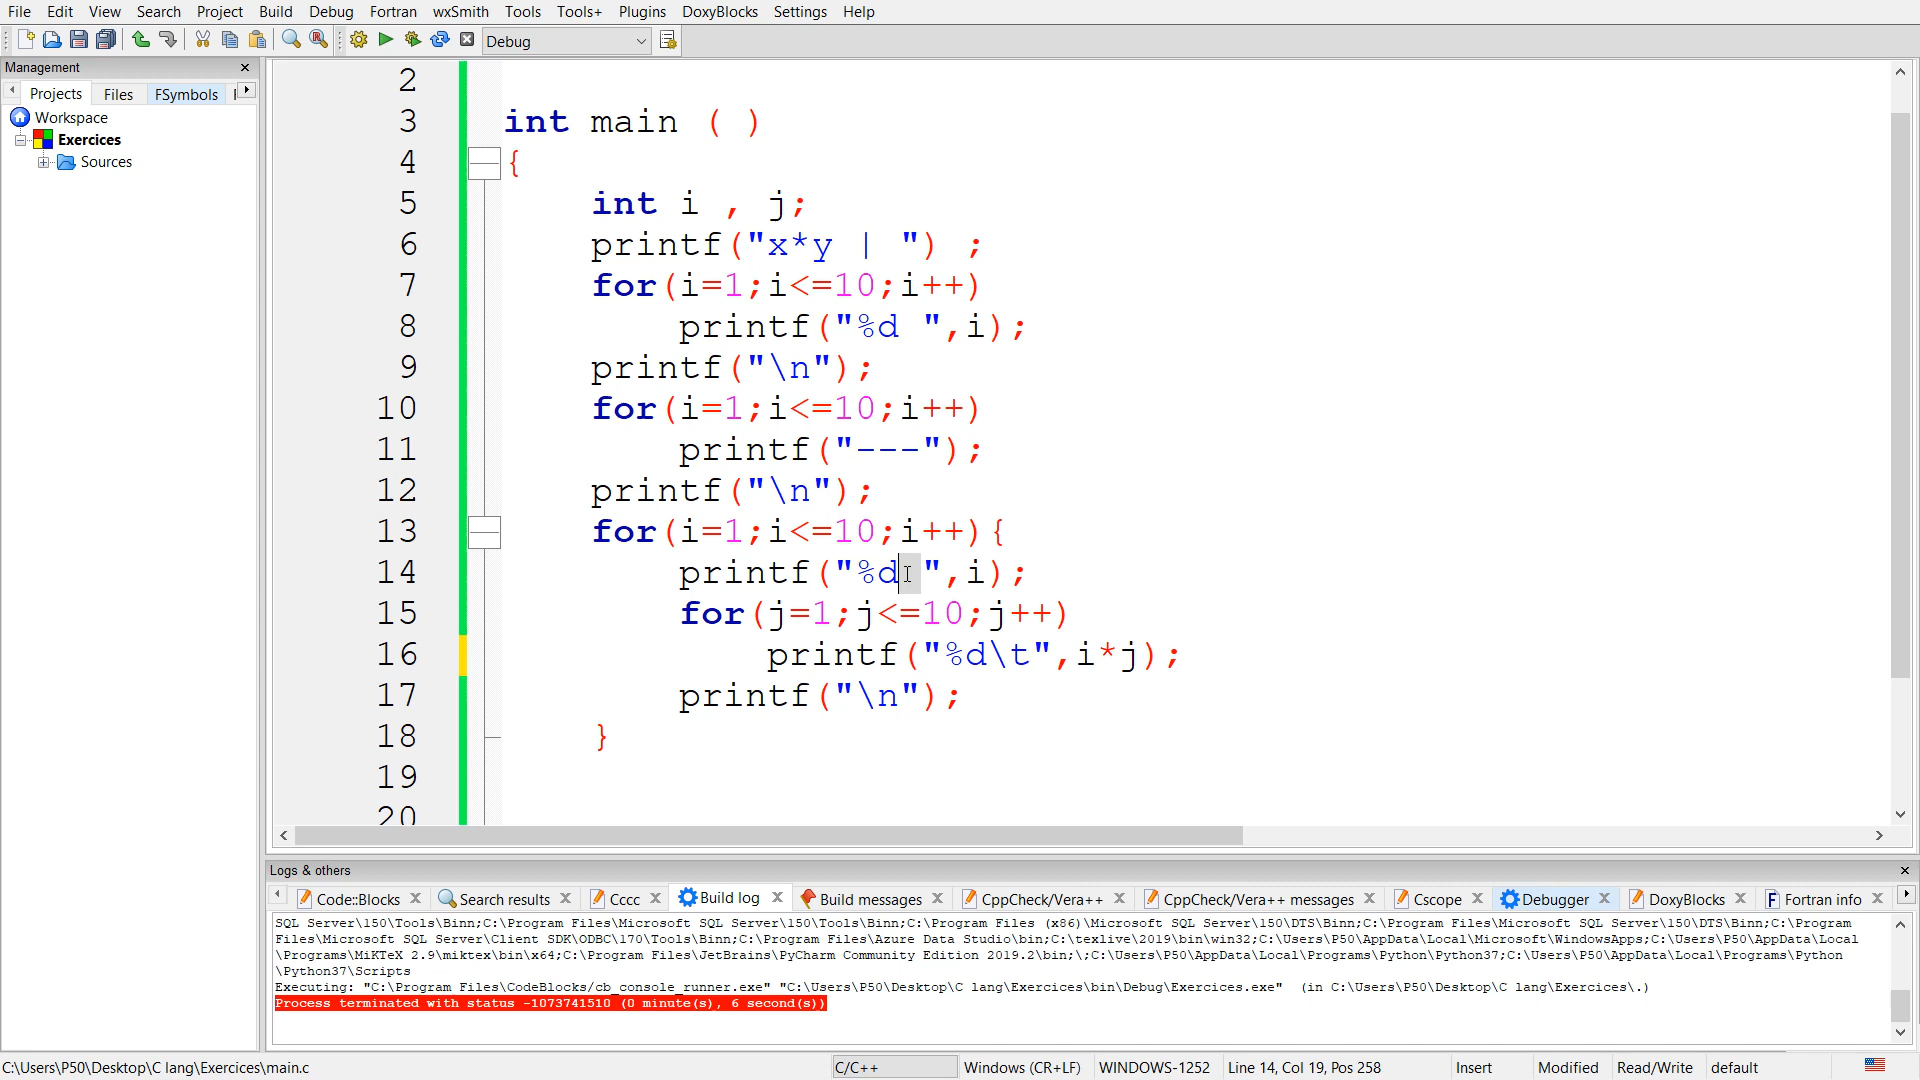 File Edit View Search Project Build Debug Fortran wxSmith Tools Tools+ Plugins DoxyBlocks Settings Help
Debug
Management
Projects Files FSymbols
Workspace
Exercices
Sources
2
3 int main ( )
4 {
5 int i , j;
6 printf("x*y | ") ;
7 for(i=1;i<=10;i++)
8 printf("%d ",i);
9 printf("\n");
10 for(i=1;i<=10;i++)
11 printf("---");
12 printf("\n");
13 for(i=1;i<=10;i++){
14 printf("%d ",i);
15 for(j=1;j<=10;j++)
16 printf("%d\t",i*j);
17 printf("\n");
18 }
19
20
Logs & others
Code::Blocks Search results Cccc Build log Build messages CppCheck/Vera++ CppCheck/Vera++ messages Cscope Debugger DoxyBlocks Fortran info
SQL Server\150\Tools\Binn;C:\Program Files\Microsoft SQL Server\150\Tools\Binn;C:\Program Files (x86)\Microsoft SQL Server\150\DTS\Binn;C:\Program Files\Microsoft SQL Server\150\DTS\Binn;C:\Program
Files\Microsoft SQL Server\Client SDK\ODBC\170\Tools\Binn;C:\Program Files\Azure Data Studio\bin;C:\texlive\2019\bin\win32;C:\Users\P50\AppData\Local\Microsoft\WindowsApps;C:\Users\P50\AppData\Local
\Programs\MiKTeX 2.9\miktex\bin\x64;C:\Program Files\JetBrains\PyCharm Community Edition 2019.2\bin;\;C:\Users\P50\AppData\Local\Programs\Python\Python37;C:\Users\P50\AppData\Local\Programs\Python
\Python37\Scripts
Executing: "C:\Program Files\CodeBlocks/cb_console_runner.exe" "C:\Users\P50\Desktop\C lang\Exercices\bin\Debug\Exercices.exe"  (in C:\Users\P50\Desktop\C lang\Exercices\.)
Process terminated with status -1073741510 (0 minute(s), 6 second(s))
C:\Users\P50\Desktop\C lang\Exercices\main.c C/C++ Windows (CR+LF) WINDOWS-1252 Line 14, Col 19, Pos 258 Insert Modified Read/Write default